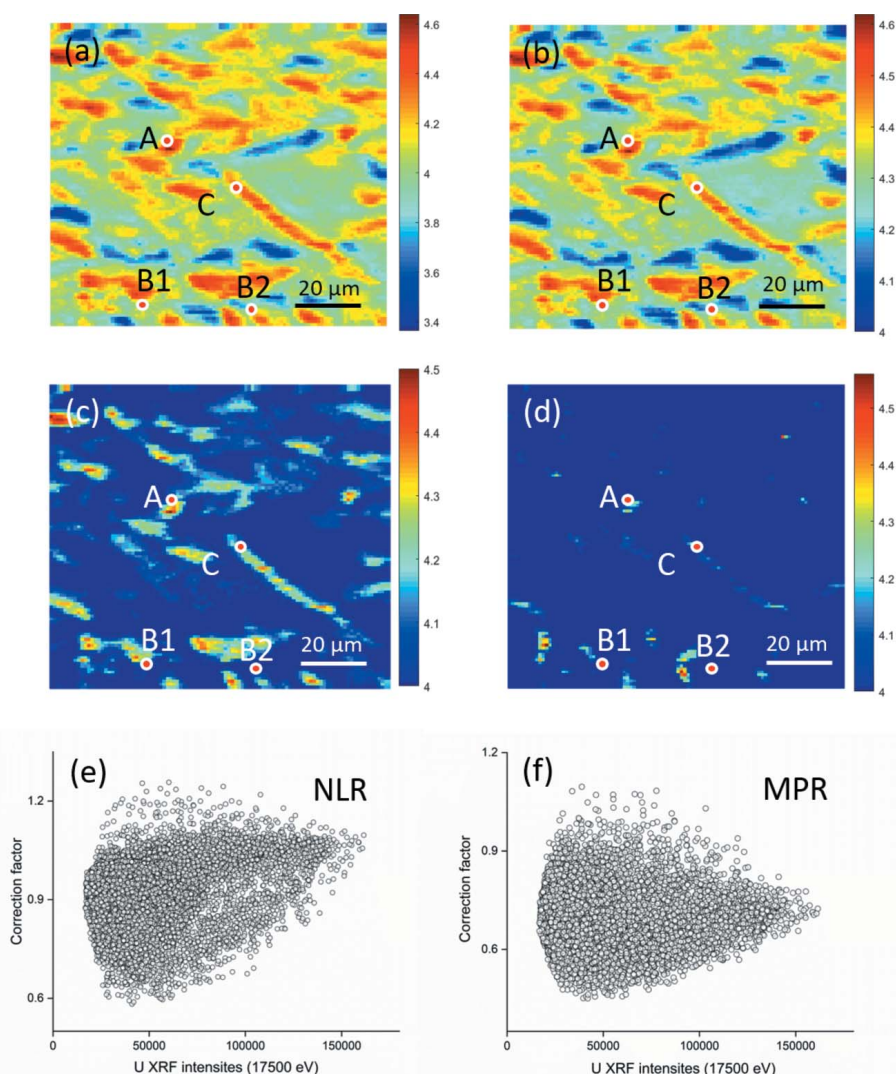 (a)
A
C
B1
B2
20 µm
4.6
4.4
4.2
4
3.8
3.6
3.4
(b)
A
C
B1
B2
20 µm
4.6
4.5
4.4
4.3
4.2
4.1
4
(c)
A
C
B1
B2
20 µm
4.5
4.4
4.3
4.2
4.1
4
(d)
A
C
B1
B2
20 µm
4.5
4.4
4.3
4.2
4.1
4
(e)
NLR
Correction factor
1.2
0.9
0.6
0
50000
100000
150000
U XRF intensites (17500 eV)
(f)
MPR
Correction factor
1.2
0.9
0.6
0
50000
100000
150000
U XRF intensites (17500 eV)